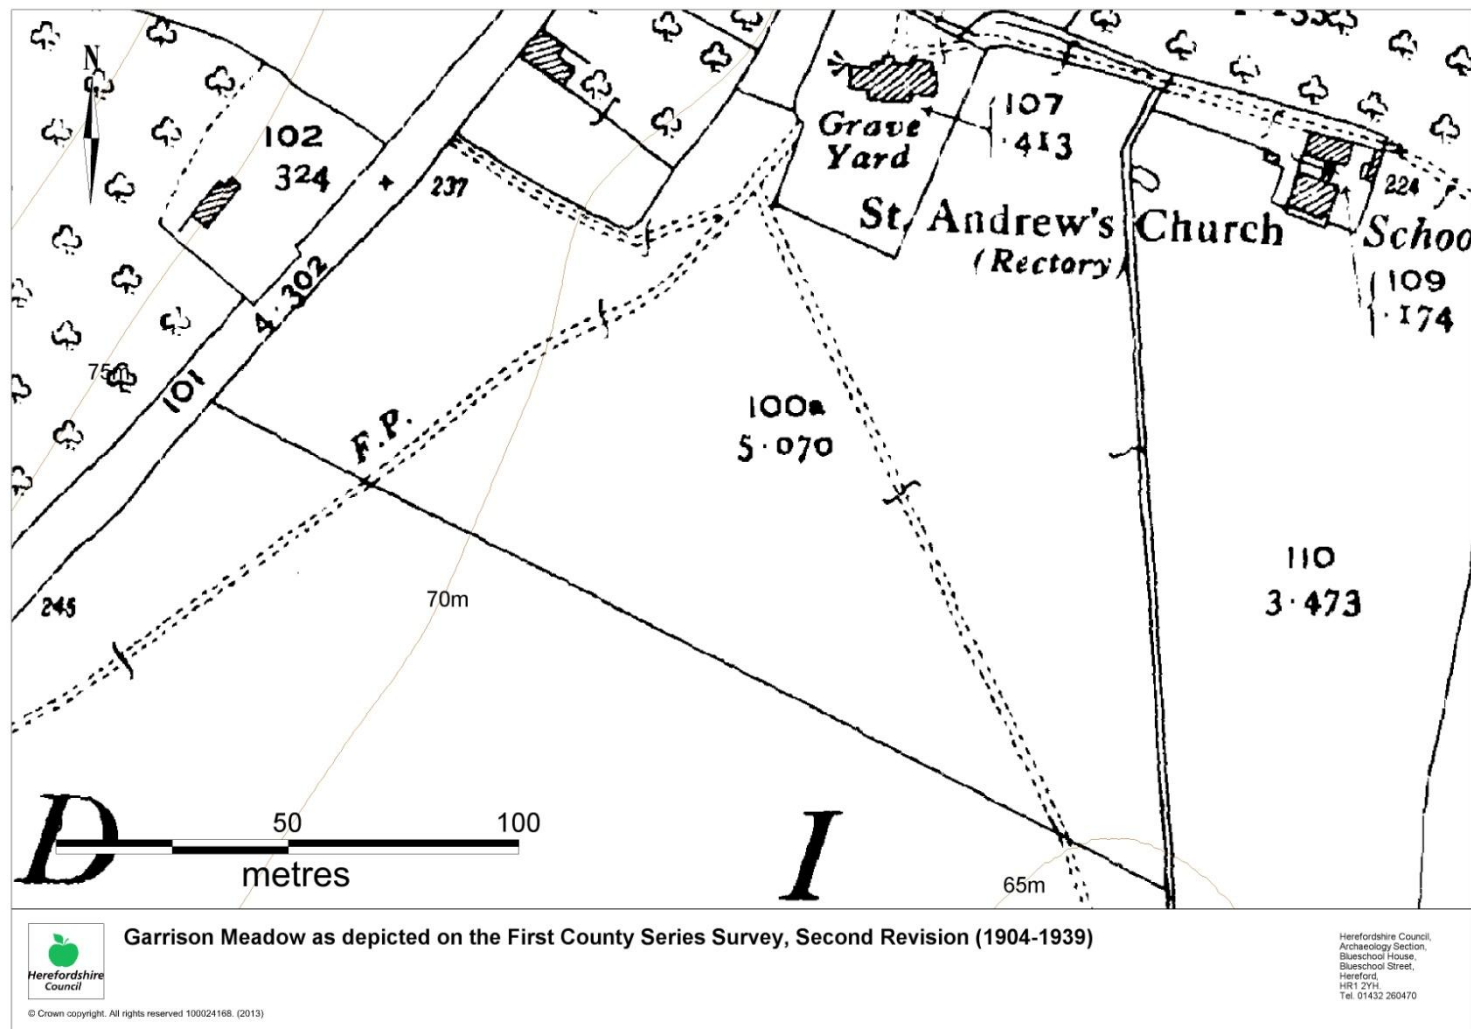 N
102
324
237
4·302
101
75m
245
F.P.
70m
100a
5·070
Grave
Yard
107
·413
St. Andrew's Church
(Rectory)
224
Schoo
109
·174
110
3·473
D
I
50
100
metres
65m
Garrison Meadow as depicted on the First County Series Survey, Second Revision (1904-1939)
Herefordshire
Council
© Crown copyright. All rights reserved 100024168. (2013)
Herefordshire Council,
Archaeology Section,
Blueschool House,
Blueschool Street,
Hereford,
HR1 2YH.
Tel. 01432 260470